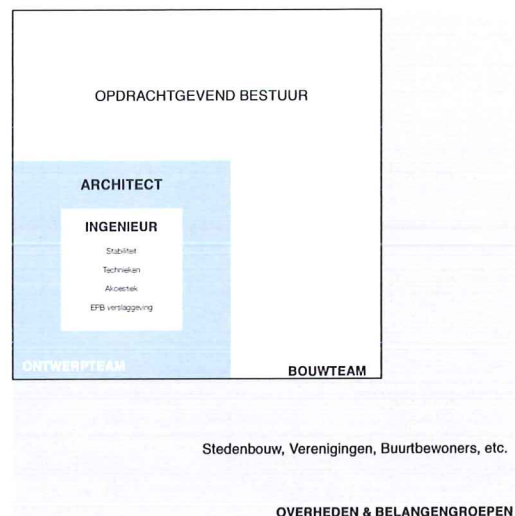 OPDRACHTGEVEND BESTUUR
ARCHITECT
INGENIEUR
Stabiliteit
Technieken
Akoestiek
EPB verslaggeving
ONTWERPTEAM
BOUWTEAM
Stedenbouw, Verenigingen, Buurtbewoners, etc.
OVERHEDEN & BELANGENGROEPEN